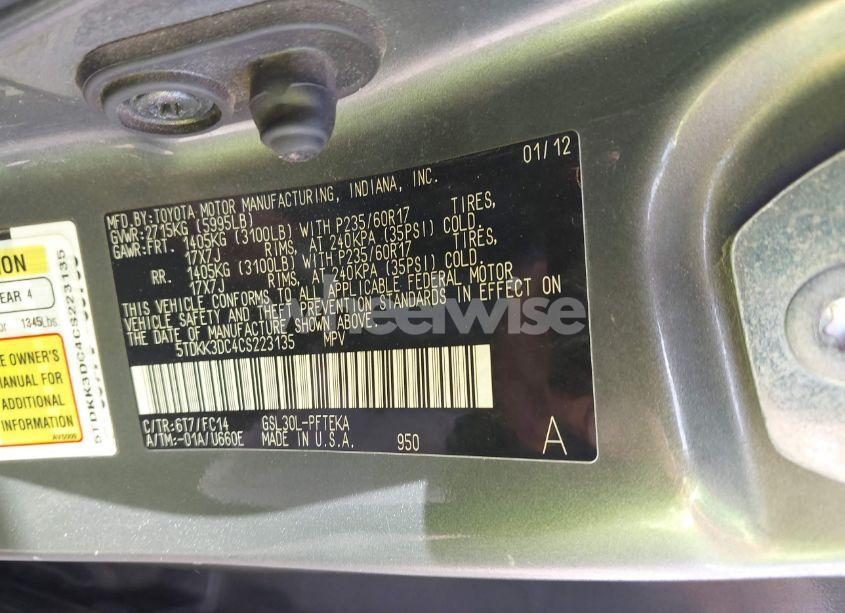 01/12
MFD.BY:TOYOTA MOTOR MANUFACTURING, INDIANA, INC.
GVWR:2715KG (5995LB)
GAWR:FRT 1405KG (3100LB) WITH P235/60R17 TIRES,
17X7J RIMS, AT 240KPA (35PSI) COLD.
RR. 1405KG (3100LB) WITH P235/60R17 TIRES,
17X7J RIMS, AT 240KPA (35PSI) COLD.
THIS VEHICLE CONFORMS TO ALL APPLICABLE FEDERAL MOTOR
VEHICLE SAFETY AND THEFT PREVENTION STANDARDS IN EFFECT ON
THE DATE OF MANUFACTURE SHOWN ABOVE.
5TDKK3DC4CS223135 MPV
C/TR:6T7/FC14 GSL30L-PFTEKA
A/TM:-01A/U660E MADE IN U.S.A. 950 A
ION
EAR 4
or 1345Lbs.
E OWNER'S
MANUAL FOR
ADDITIONAL
INFORMATION
AVS009
5TDKK3DC4CS223135
wheelwise